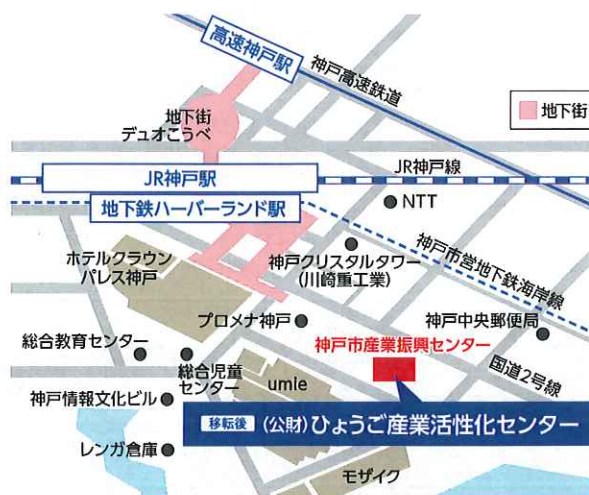 高速神戸駅
神戸高速鉄道
地下街
デュオこうべ
地下街
JR神戸線
JR神戸駅
地下鉄ハーバーランド駅
NTT
神戸市営地下鉄海岸線
ホテルクラウン
パレス神戸
神戸クリスタルタワー
(川崎重工業)
プロメナ神戸
神戸中央郵便局
神戸市産業振興センター
国道2号線
総合教育センター
総合児童
センター
umie
神戸情報文化ビル
移転後 (公財)ひょうご産業活性化センター
レンガ倉庫
モザイク